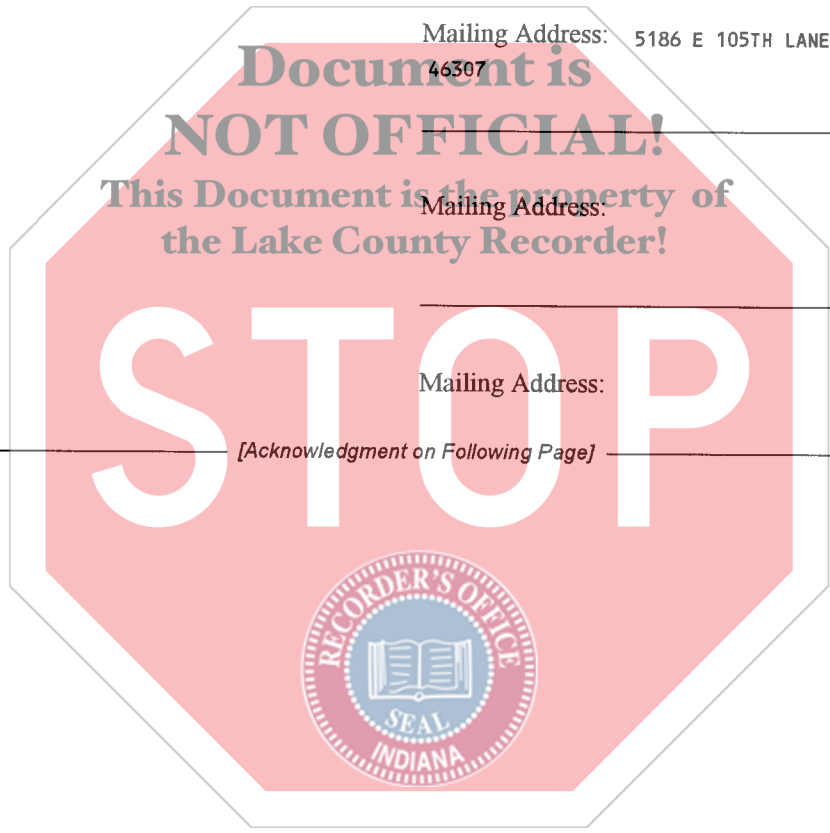 Mailing Address: 5186 E 105TH LANE
46307
Document is
NOT OFFICIAL!
This Document is the property of
the Lake County Recorder!
Mailing Address:
STOP
Mailing Address:
[Acknowledgment on Following Page]
RECORDER'S OFFICE
SEAL
INDIANA